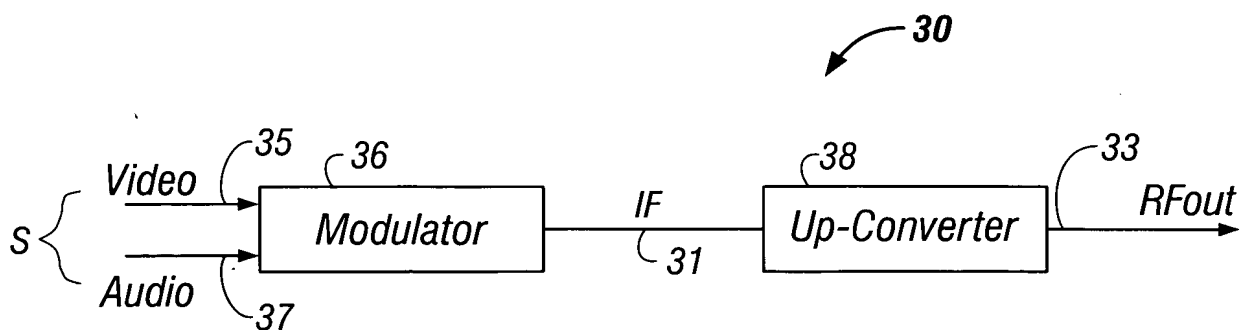 30
35
36
38
33
S
Video
Audio
37
Modulator
IF
31
Up-Converter
RFout